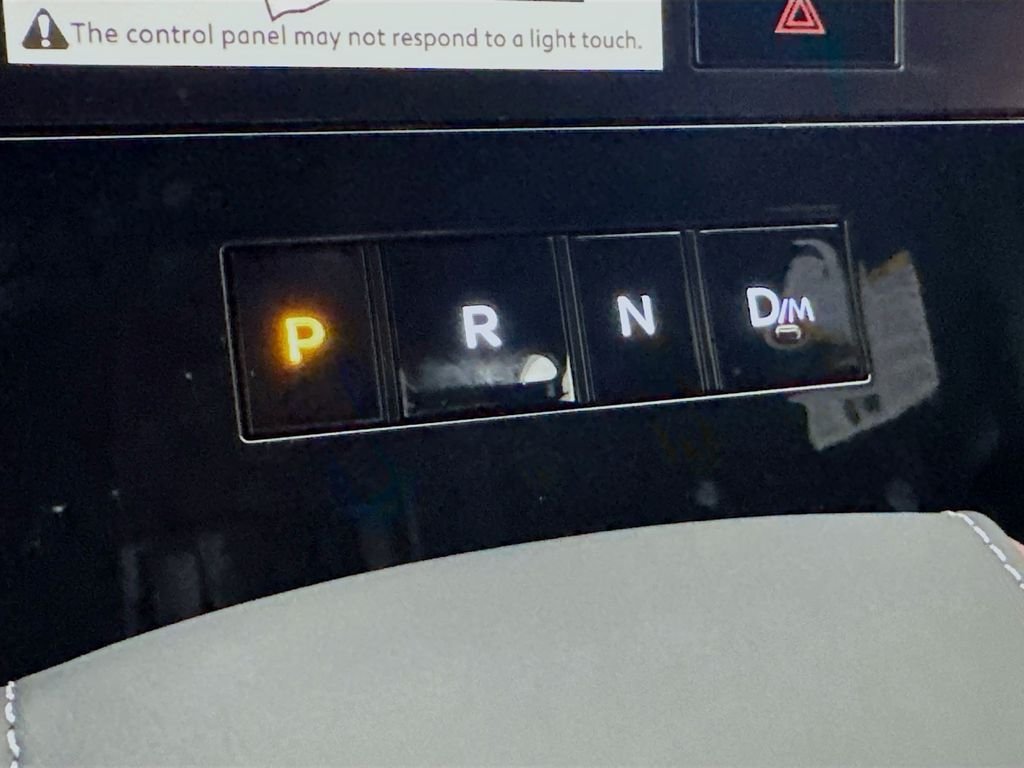 The control panel may not respond to a light touch.
P R N D/M